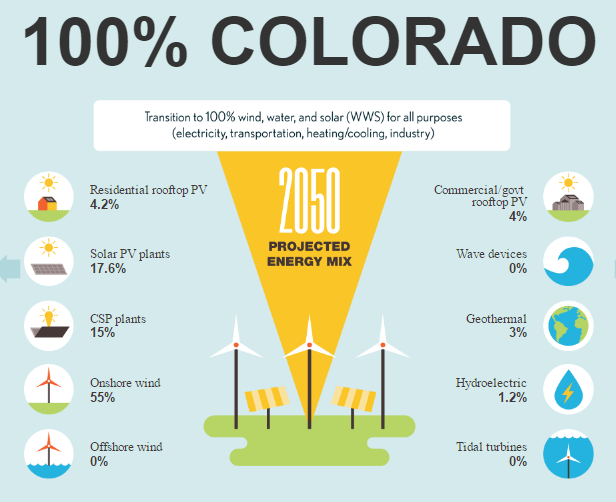 100% COLORADO
Transition to 100% wind, water, and solar (WWS) for all purposes
(electricity, transportation, heating/cooling, industry)
2050
PROJECTED
ENERGY MIX
Residential rooftop PV
4.2%
Solar PV plants
17.6%
CSP plants
15%
Onshore wind
55%
Offshore wind
0%
Commercial/govt
rooftop PV
4%
Wave devices
0%
Geothermal
3%
Hydroelectric
1.2%
Tidal turbines
0%